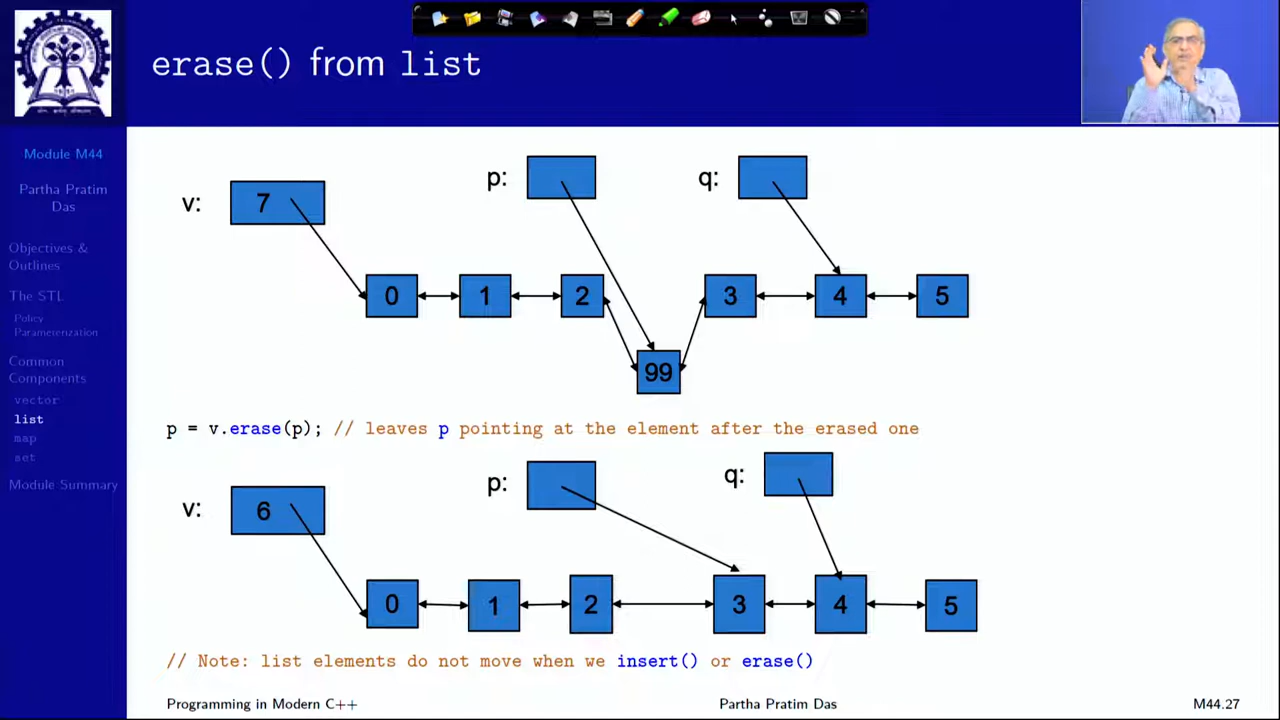 erase() from list
Module M44
Partha Pratim
Das
Objectives &
Outlines
The STL
Policy
Parameterization
Common
Components
vector
list
map
set
Module Summary
v:
7
p:
q:
0
1
2
3
4
5
99
p = v.erase(p); // leaves p pointing at the element after the erased one
v:
6
p:
q:
0
1
2
3
4
5
// Note: list elements do not move when we insert() or erase()
Programming in Modern C++
Partha Pratim Das
M44.27